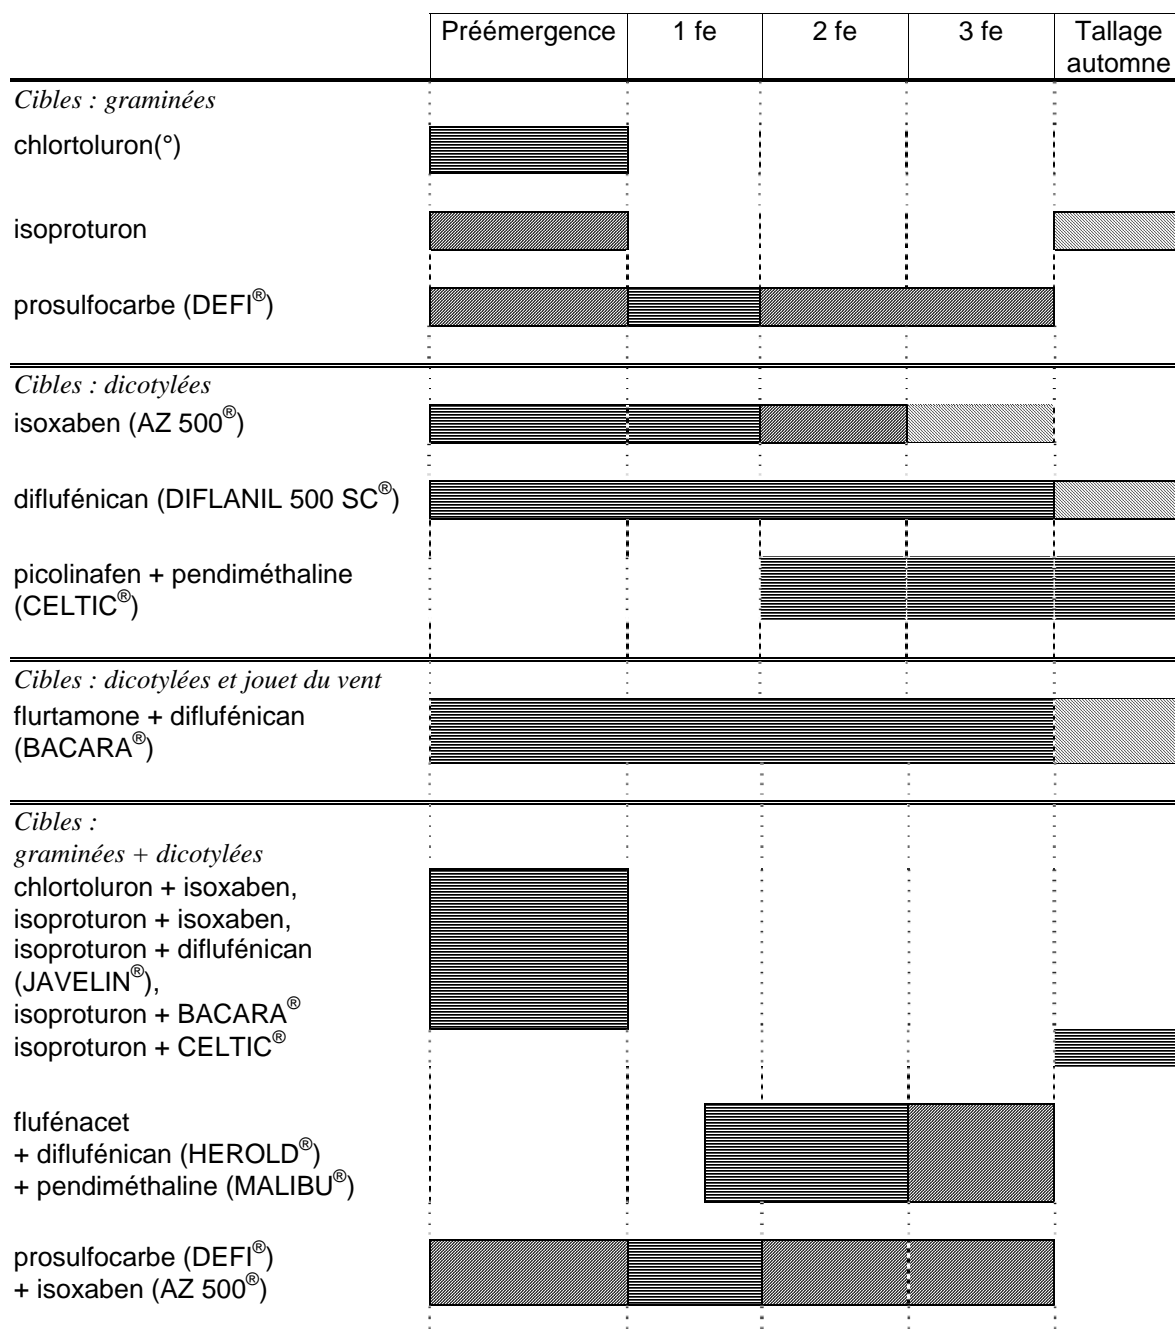 Préémergence 1 fe 2 fe 3 fe Tallage
automne
Cibles : graminées
chlortoluron(°)
isoproturon
prosulfocarbe (DEFI®)
Cibles : dicotylées
isoxaben (AZ 500®)
diflufénican (DIFLANIL 500 SC®)
picolinafen + pendiméthaline
(CELTIC®)
Cibles : dicotylées et jouet du vent
flurtamone + diflufénican
(BACARA®)
Cibles :
graminées + dicotylées
chlortoluron + isoxaben,
isoproturon + isoxaben,
isoproturon + diflufénican
(JAVELIN®),
isoproturon + BACARA®
isoproturon + CELTIC®
flufénacet
+ diflufénican (HEROLD®)
+ pendiméthaline (MALIBU®)
prosulfocarbe (DEFI®)
+ isoxaben (AZ 500®)